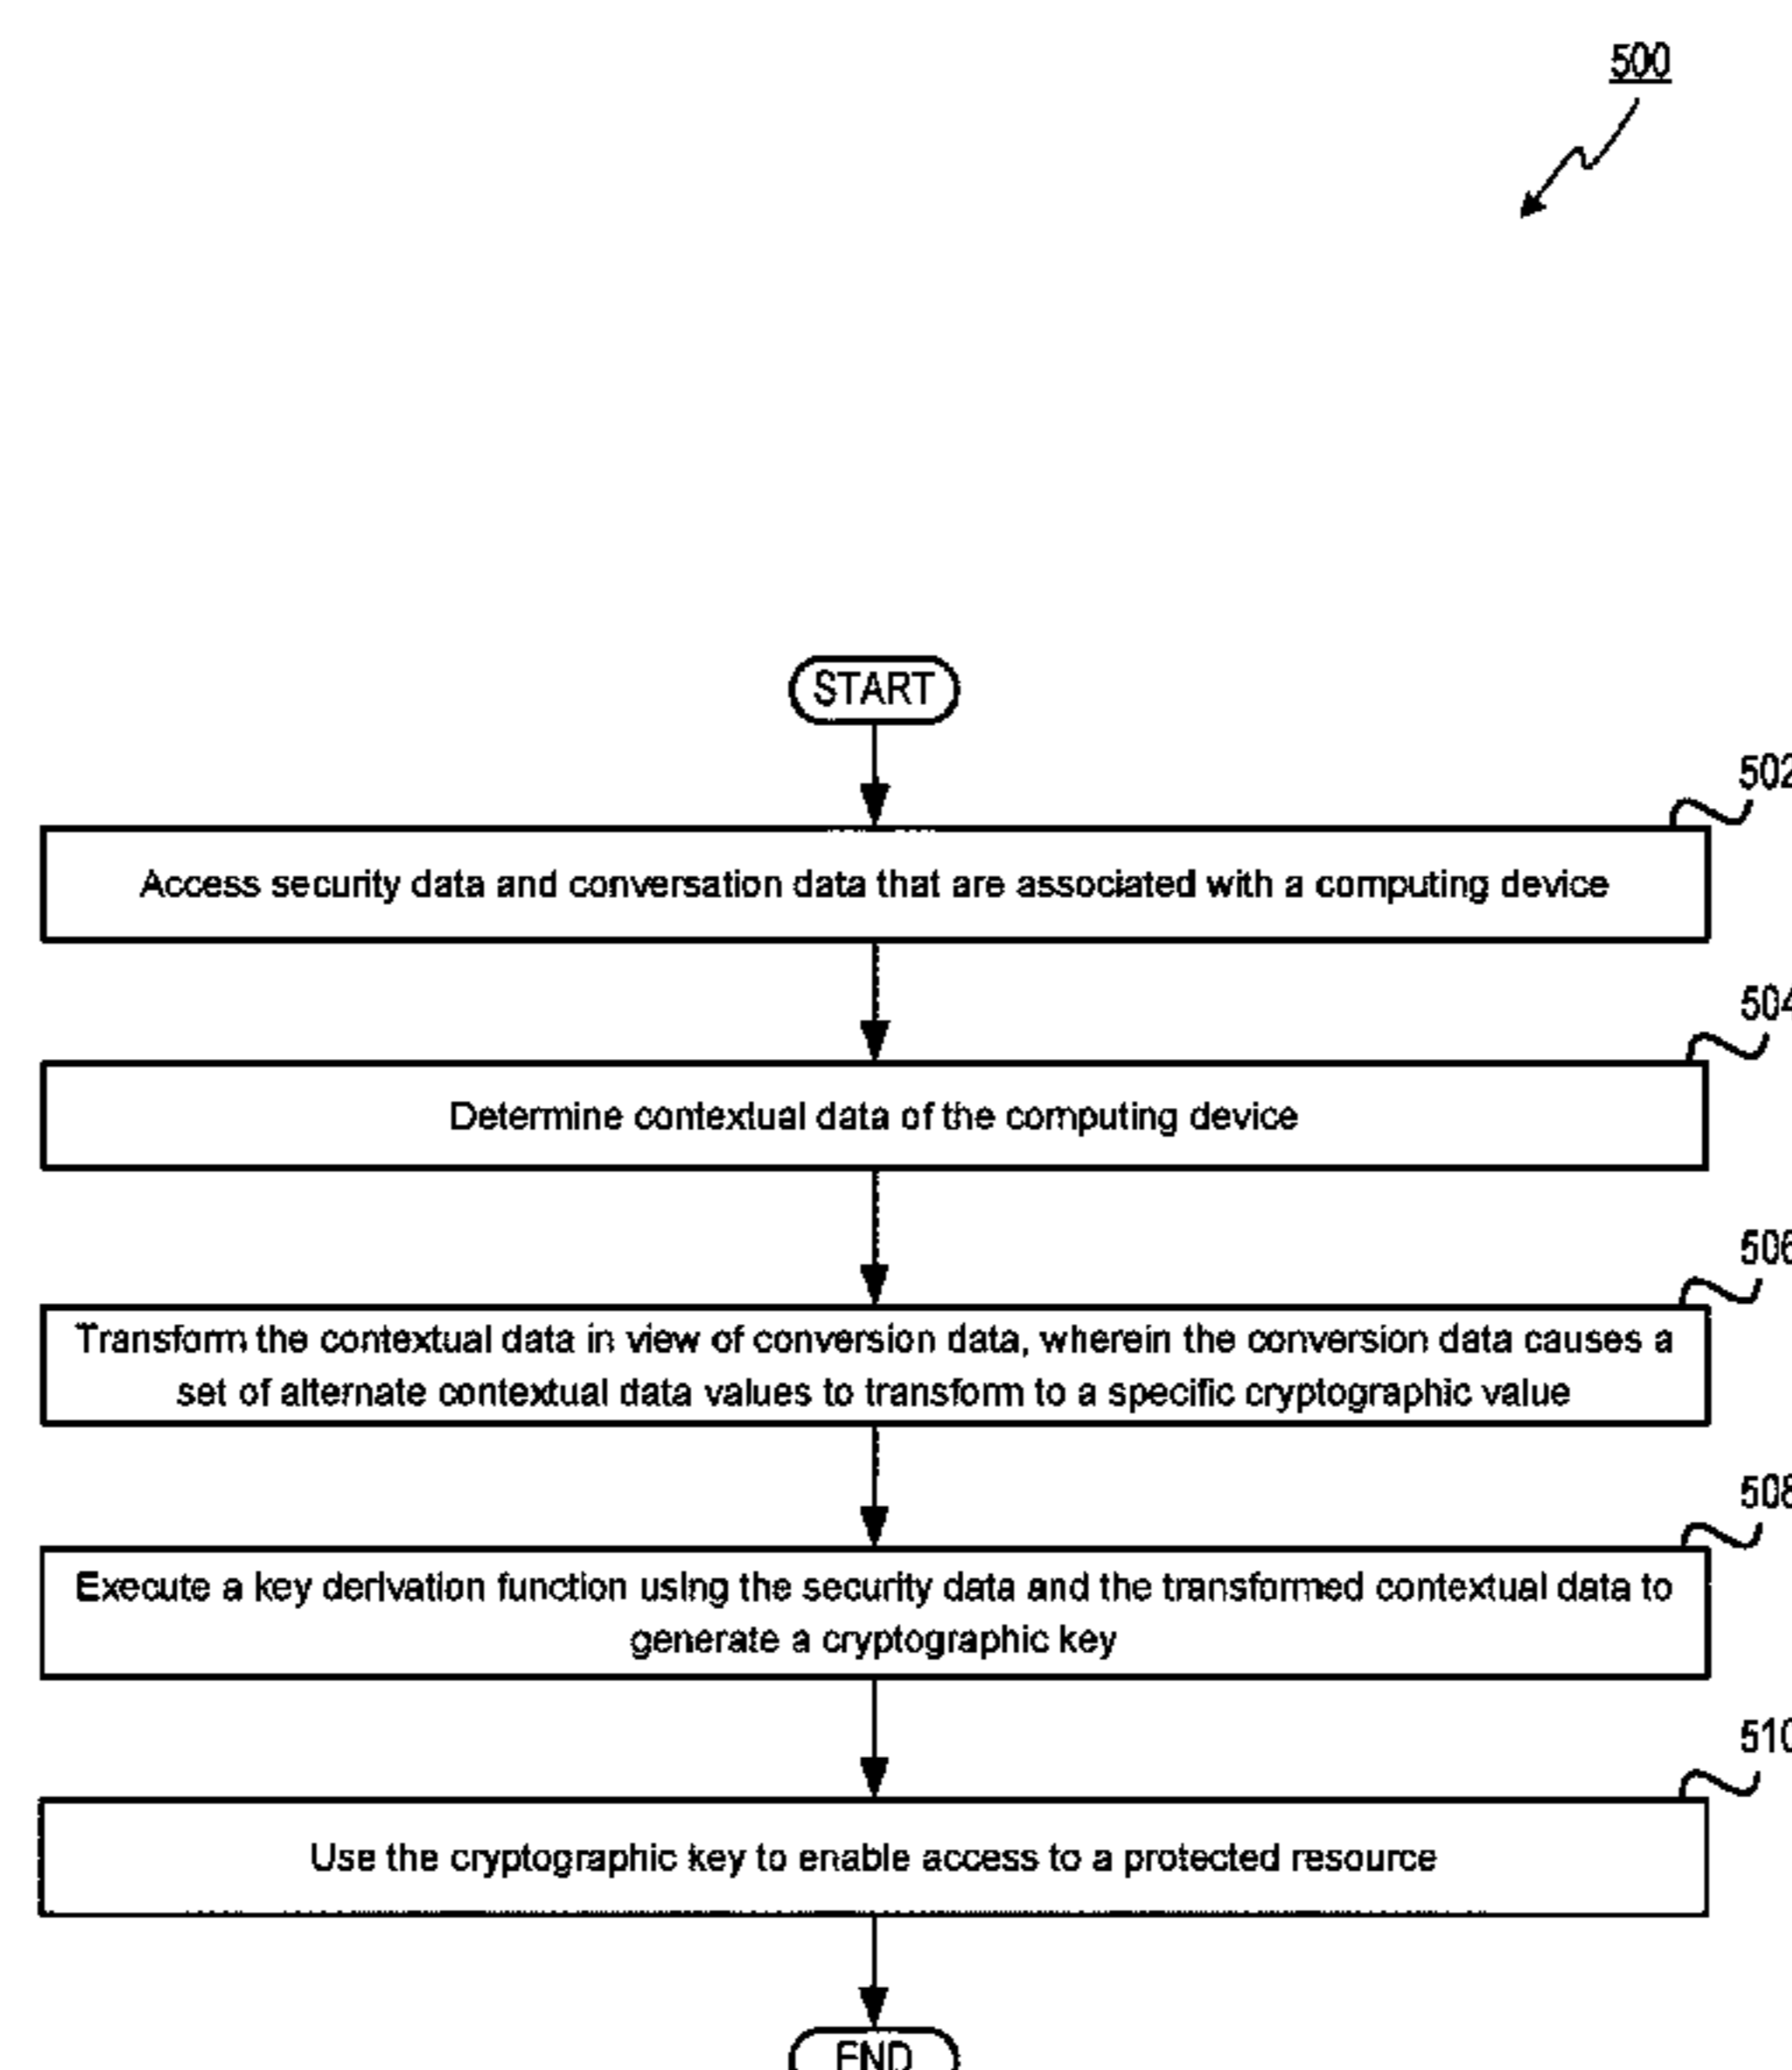 500
START
502
Access security data and conversation data that are associated with a computing device
504
Determine contextual data of the computing device
506
Transform the contextual data in view of conversion data, wherein the conversion data causes a
set of alternate contextual data values to transform to a specific cryptographic value
508
Execute a key derivation function using the security data and the transformed contextual data to
generate a cryptographic key
510
Use the cryptographic key to enable access to a protected resource
END